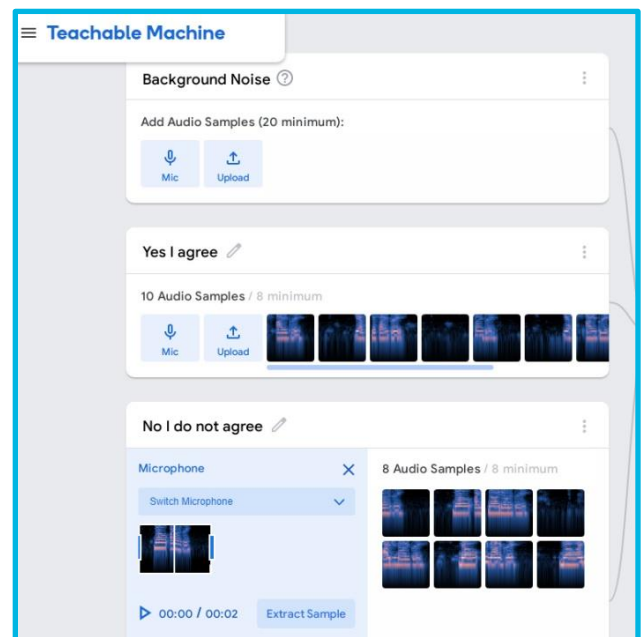 Teachable Machine
Background Noise ?
Add Audio Samples (20 minimum):
Mic Upload
Yes I agree
10 Audio Samples / 8 minimum
Mic Upload
No I do not agree
Microphone
8 Audio Samples / 8 minimum
Switch Microphone
00:00 / 00:02 Extract Sample